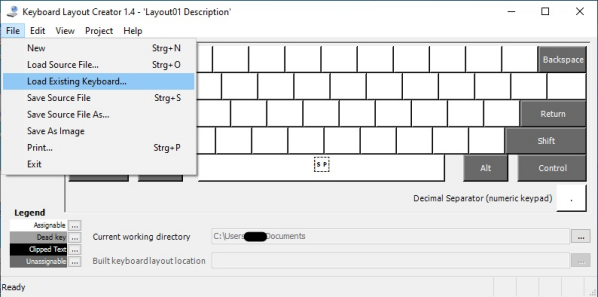 Keyboard Layout Creator 1.4 - 'Layout01 Description'
File Edit View Project Help
New Strg+N
Load Source File... Strg+O
Load Existing Keyboard...
Save Source File Strg+S
Save Source File As...
Save As Image
Print... Strg+P
Exit
Backspace
Return
Shift
SP
Alt
Control
Decimal Separator (numeric keypad) .
Legend
Assignable ...
Dead key ...
Clipped Text ...
Unassignable ...
Current working directory C:\Users Documents ...
Built keyboard layout location ...
Ready